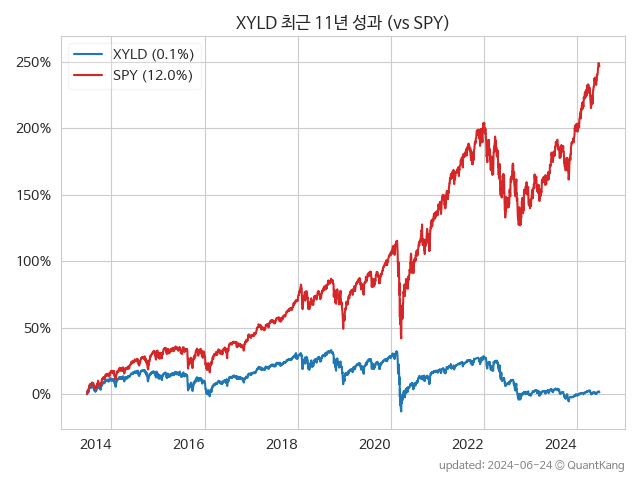 XYLD 최근 11년 성과 (vs SPY)
XYLD (0.1%)
SPY (12.0%)
250%
200%
150%
100%
50%
0%
2014 2016 2018 2020 2022 2024
updated: 2024-06-24 © QuantKang